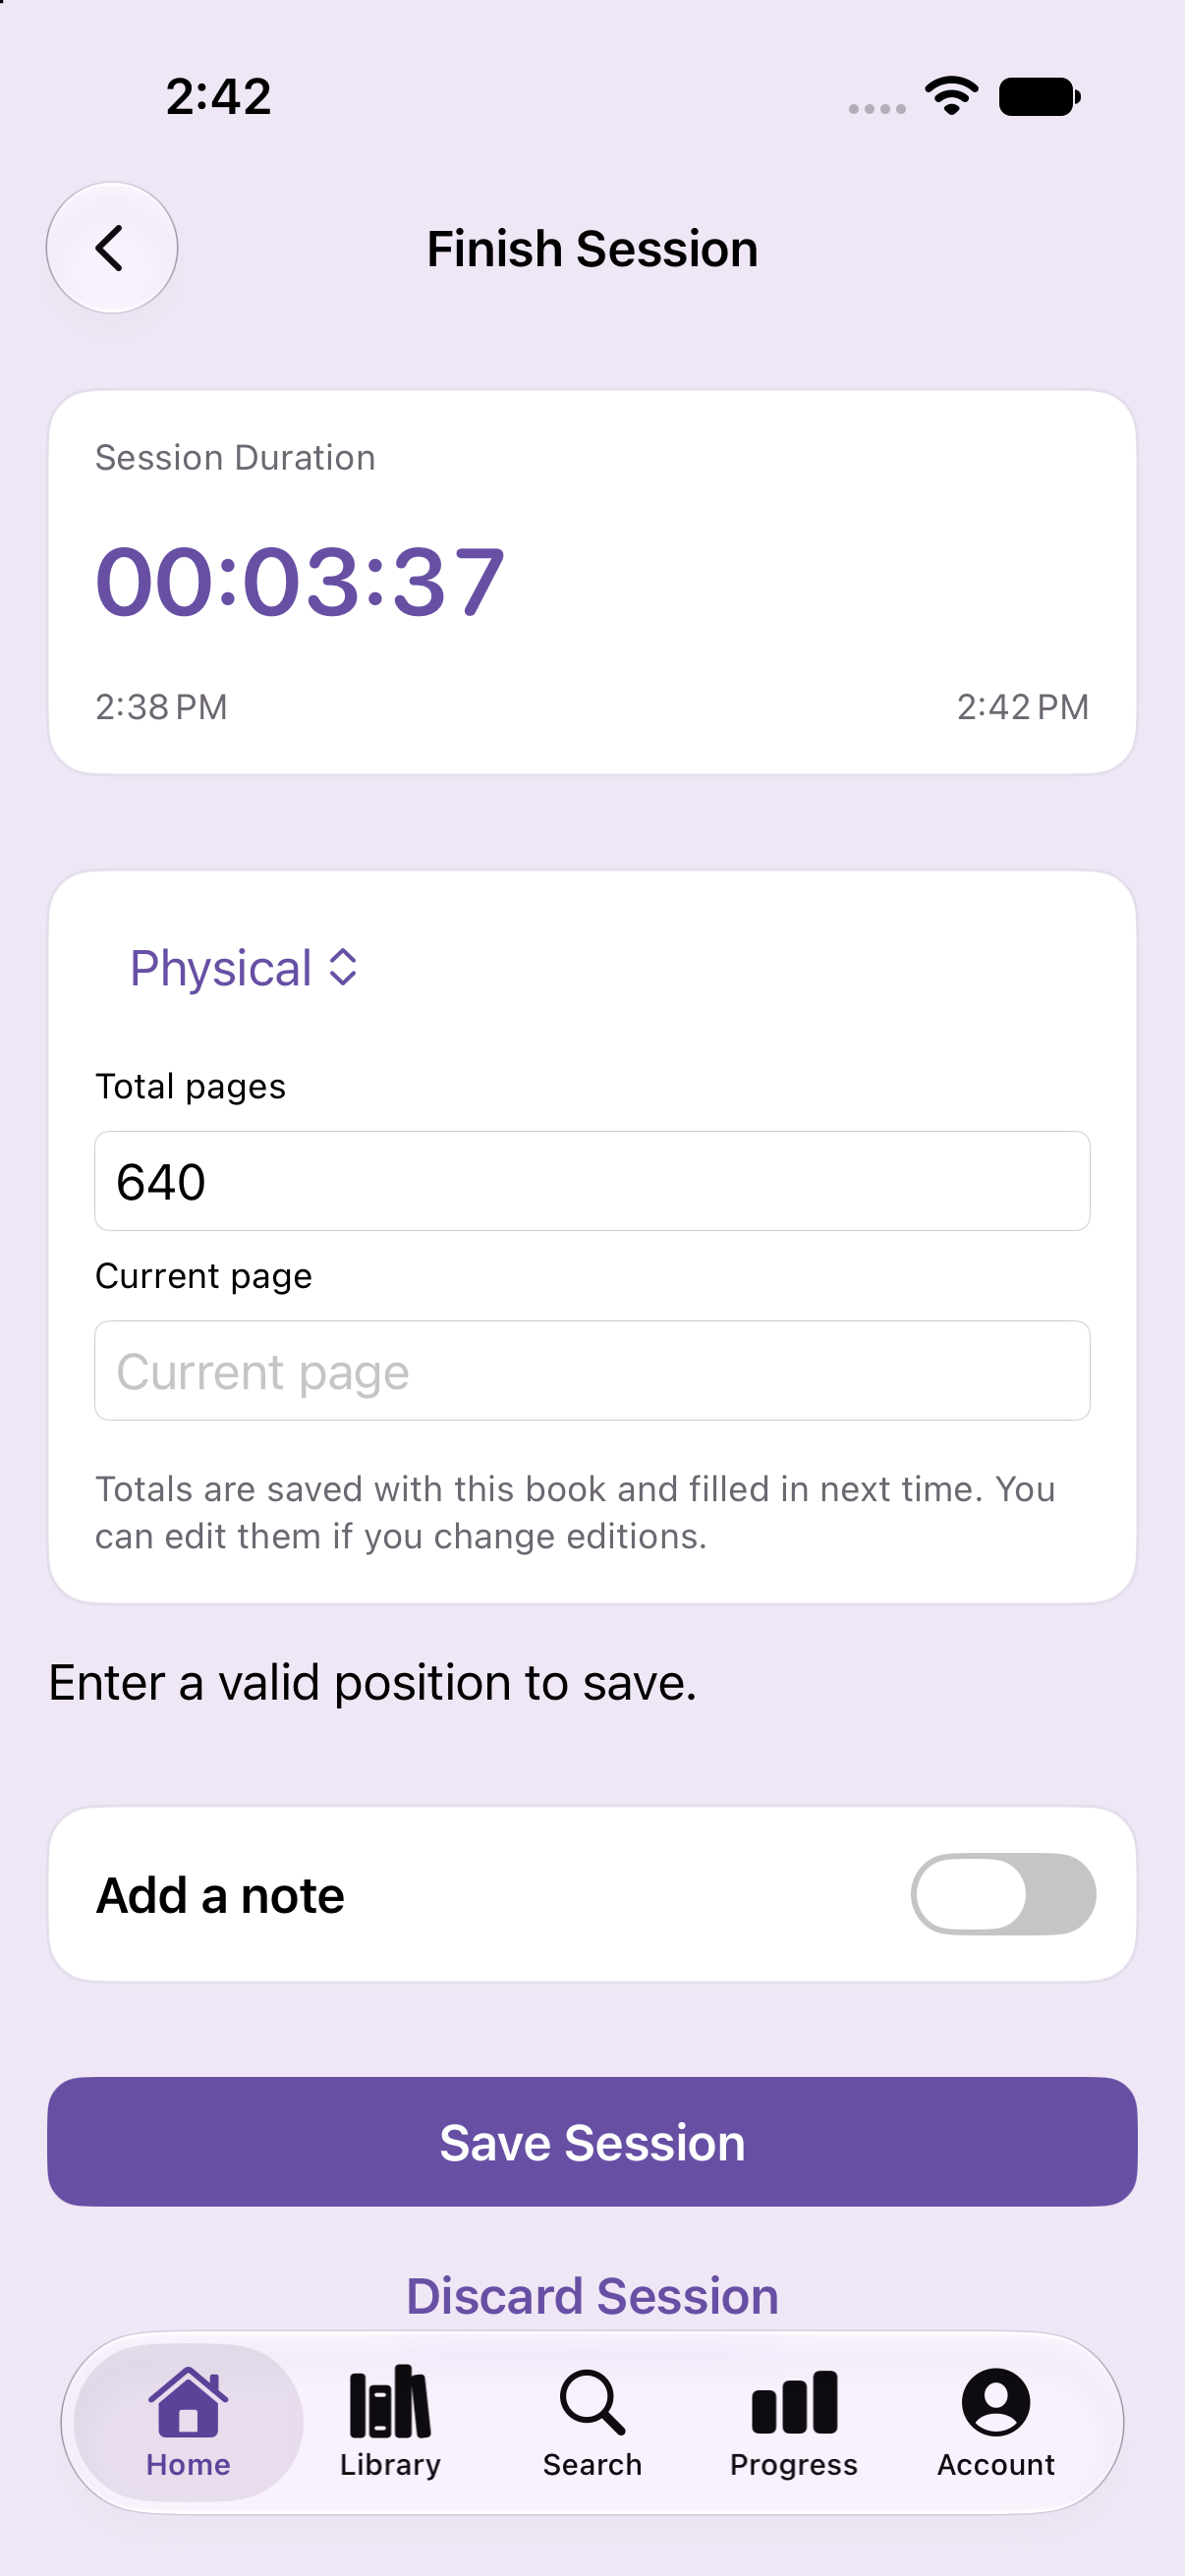 2:42
Finish Session
Session Duration
00:03:37
2:38 PM
2:42 PM
Physical
Total pages
640
Current page
Current page
Totals are saved with this book and filled in next time. You
can edit them if you change editions.
Enter a valid position to save.
Add a note
Save Session
Discard Session
Home
Library
Search
Progress
Account